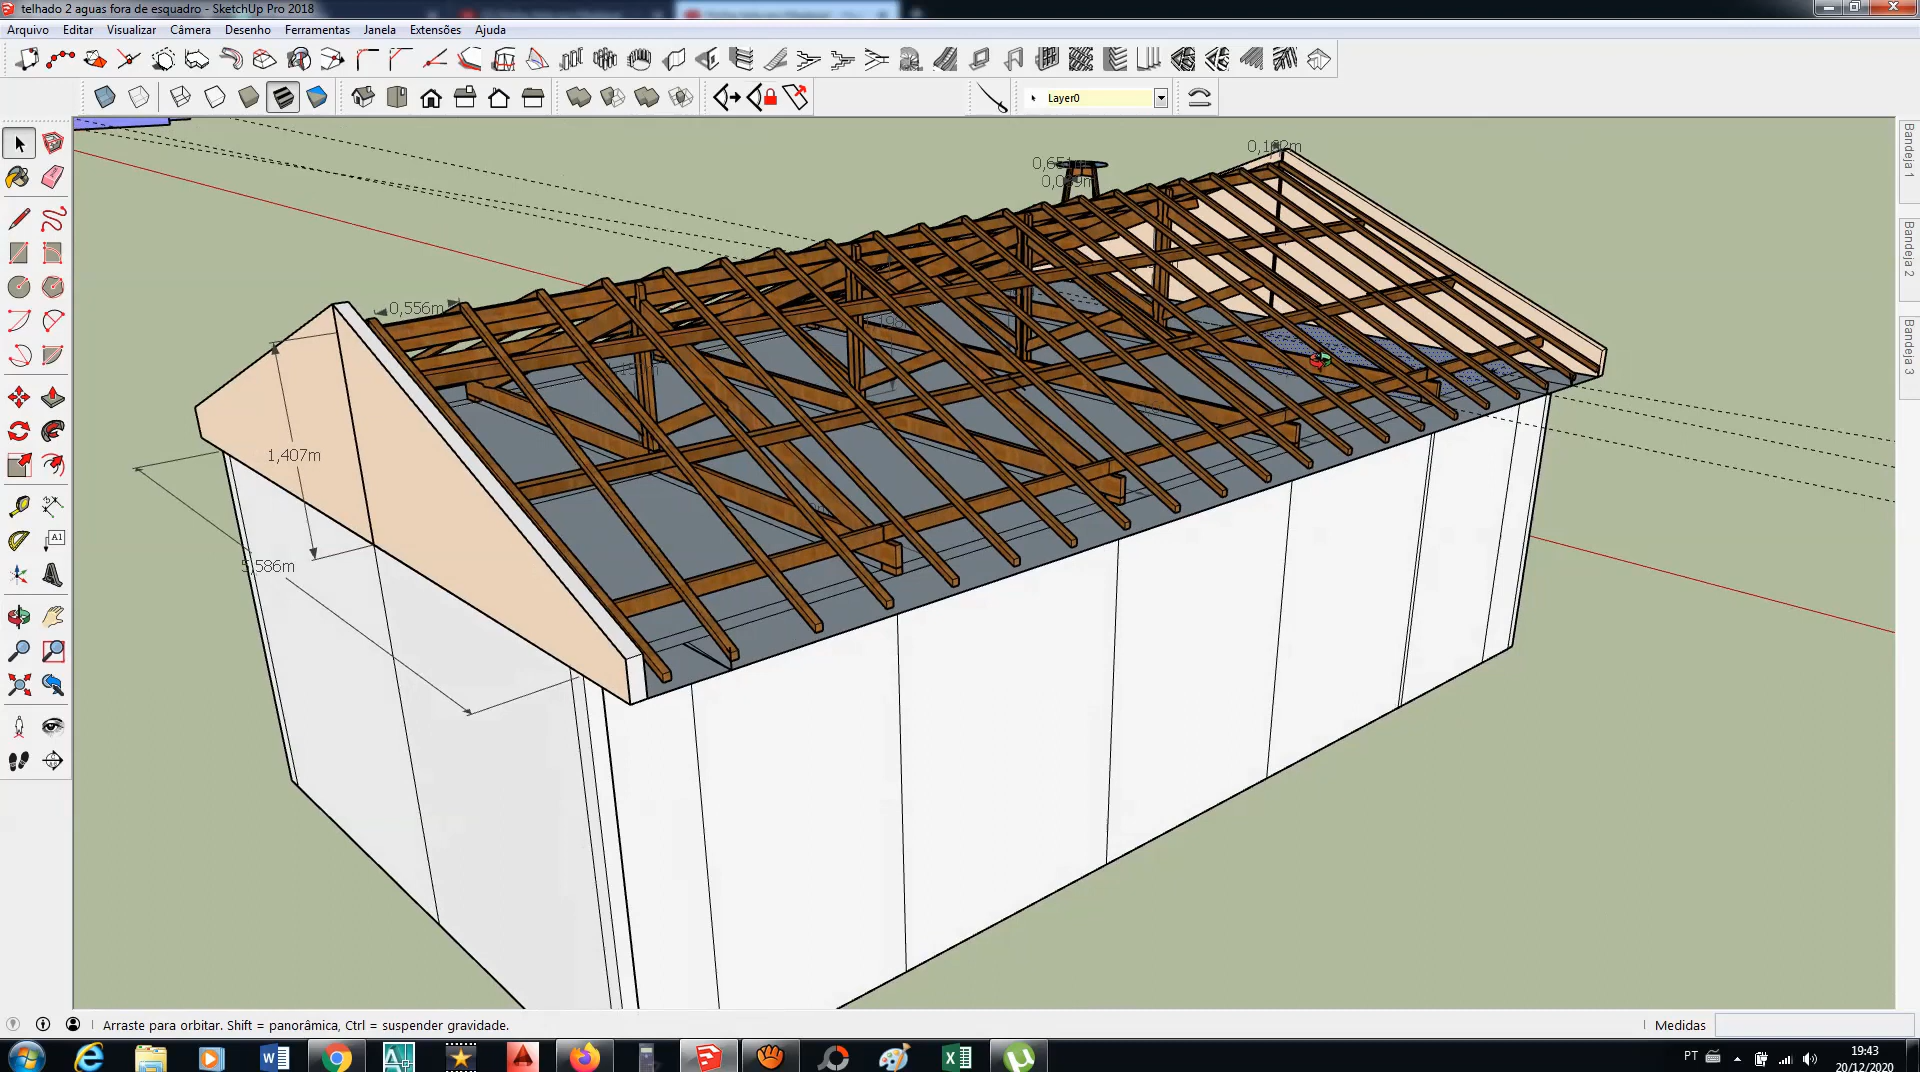 telhado 2 aguas fora de esquadro - SketchUp Pro 2018
Arquivo Editar Visualizar Câmera Desenho Ferramentas Janela Extensões Ajuda
Layer0
Bandeja 1
Bandeja 2
Bandeja 3
0,556m
1,407m
5,586m
A1
Arraste para orbitar. Shift = panorâmica, Ctrl = suspender gravidade.
Medidas
PT
19:43
20/12/2020